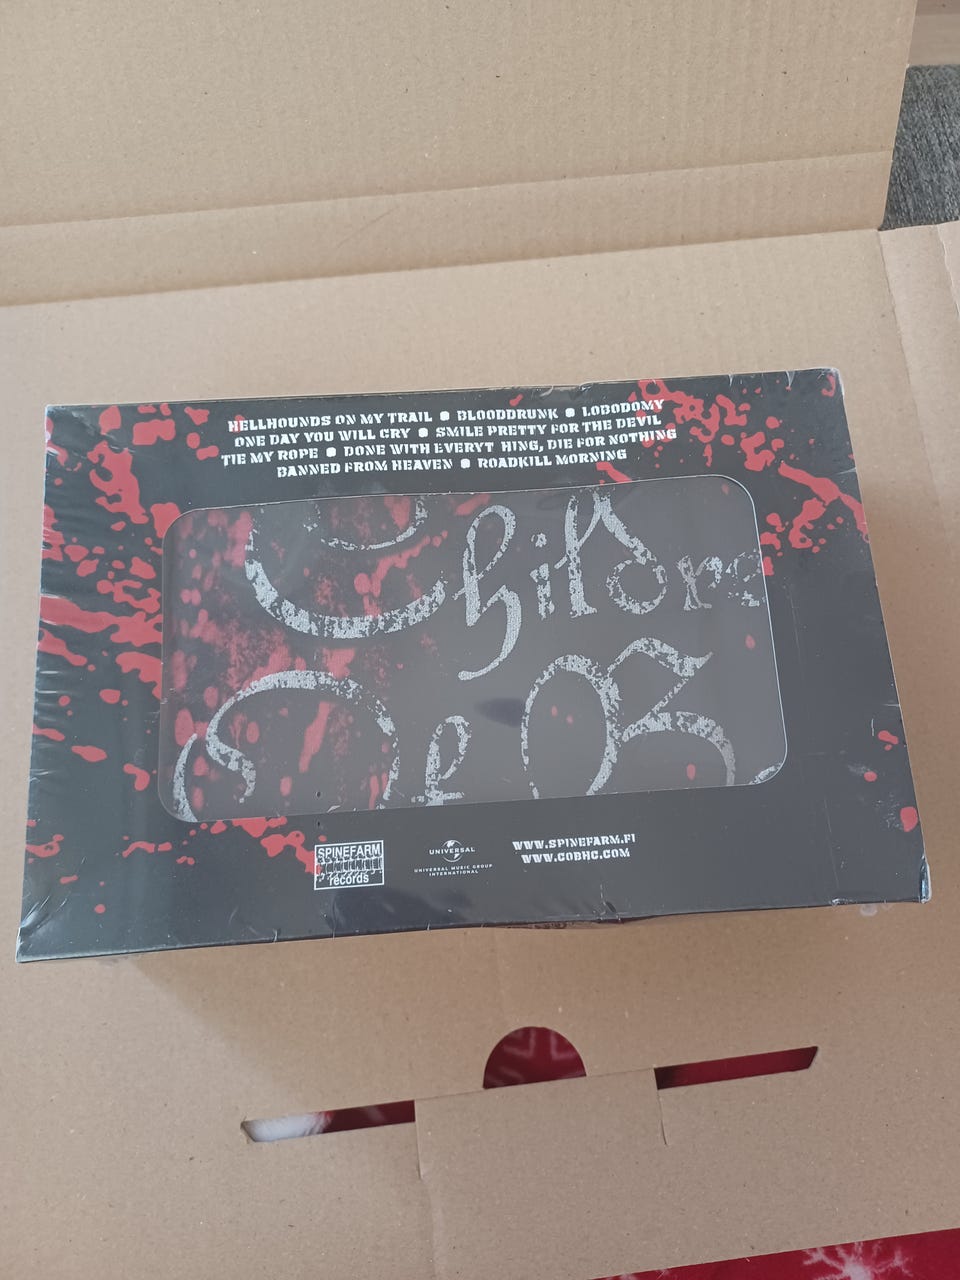 HELLHOUNDS ON MY TRAIL • BLOODDRUNK • LOBODOMY
ONE DAY YOU WILL CRY • SMILE PRETTY FOR THE DEVIL
TIE MY ROPE • DONE WITH EVERYT HING, DIE FOR NOTHING
BANNED FROM HEAVEN • ROADKILL MORNING
Childre
Of B
SPINEFARM
records
UNIVERSAL
UNIVERSAL MUSIC GROUP
INTERNATIONAL
WWW.SPINEFARM.FI
WWW.COBHC.COM